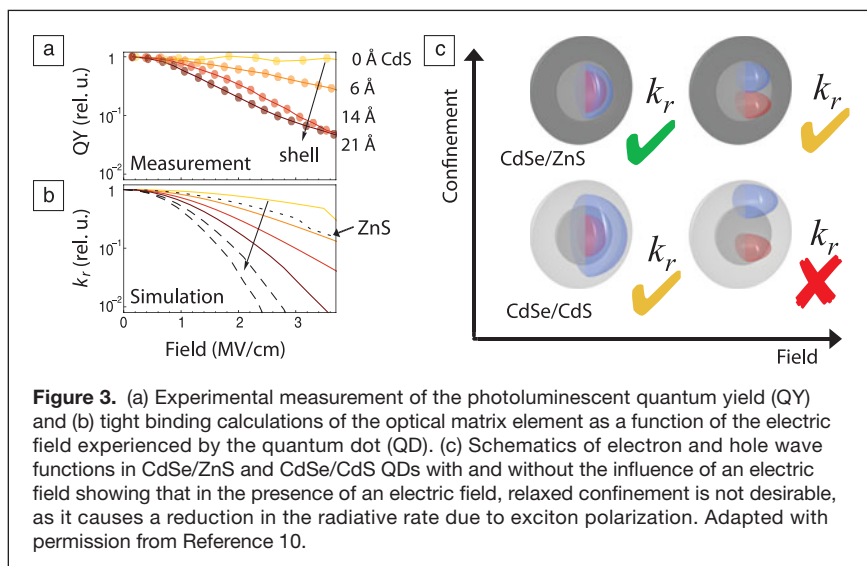 a
QY (rel. u.)
1
10⁻¹
10⁻²
Measurement
shell
0 Å CdS
6 Å
14 Å
21 Å
b
k_r (rel. u.)
1
10⁻¹
10⁻²
Simulation
ZnS
0 1 2 3
Field (MV/cm)
c
Confinement
k_r
k_r
CdSe/ZnS
k_r
k_r
CdSe/CdS
Field
Figure 3. (a) Experimental measurement of the photoluminescent quantum yield (QY)
and (b) tight binding calculations of the optical matrix element as a function of the electric
field experienced by the quantum dot (QD). (c) Schematics of electron and hole wave
functions in CdSe/ZnS and CdSe/CdS QDs with and without the influence of an electric
field showing that in the presence of an electric field, relaxed confinement is not desirable,
as it causes a reduction in the radiative rate due to exciton polarization. Adapted with
permission from Reference 10.